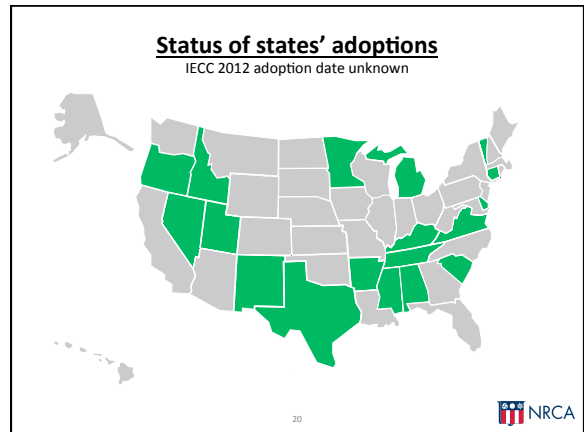 Status of states' adoptions
IECC 2012 adoption date unknown
20
NRCA